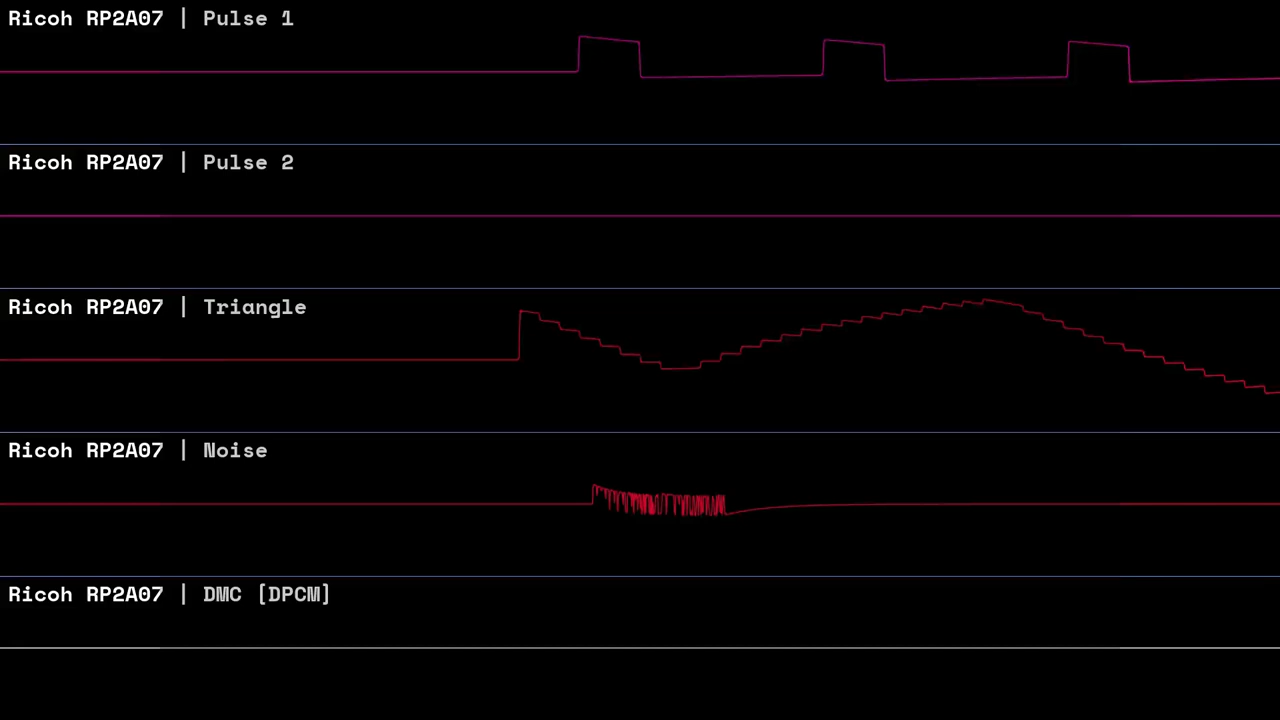 Ricoh RP2A07 | Pulse 1
Ricoh RP2A07 | Pulse 2
Ricoh RP2A07 | Triangle
Ricoh RP2A07 | Noise
Ricoh RP2A07 | DMC [DPCM]